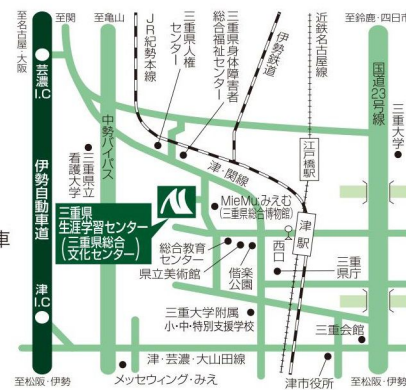 至名古屋・大阪
至関
至亀山
JR紀勢本線
三重県人権
センター
三重県身体障害者
総合福祉センター
伊勢鉄道
近鉄名古屋線
至鈴鹿・四日市
芸濃
I.C
中勢バイパス
三重県立
看護大学
国道23号線
三重大学
江戸橋駅
津・関線
伊勢自動車道
三重県
生涯学習センター
(三重県総合
文化センター)
MieMu:みえむ
(三重県総合博物館)
津駅
西口
車
総合教育
センター
県立美術館
偕楽
公園
三重
県庁
津
I.C
三重大学附属
小・中・特別支援学校
三重会館
津・芸濃・大山田線
至松阪・伊勢
メッセウィング・みえ
津市役所
至松阪・伊勢